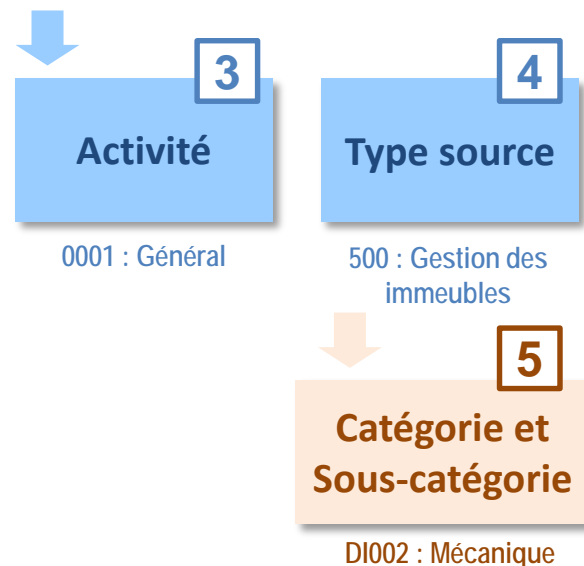 3
Activité
0001 : Général
4
Type source
500 : Gestion des
immeubles
5
Catégorie et
Sous-catégorie
DI002 : Mécanique